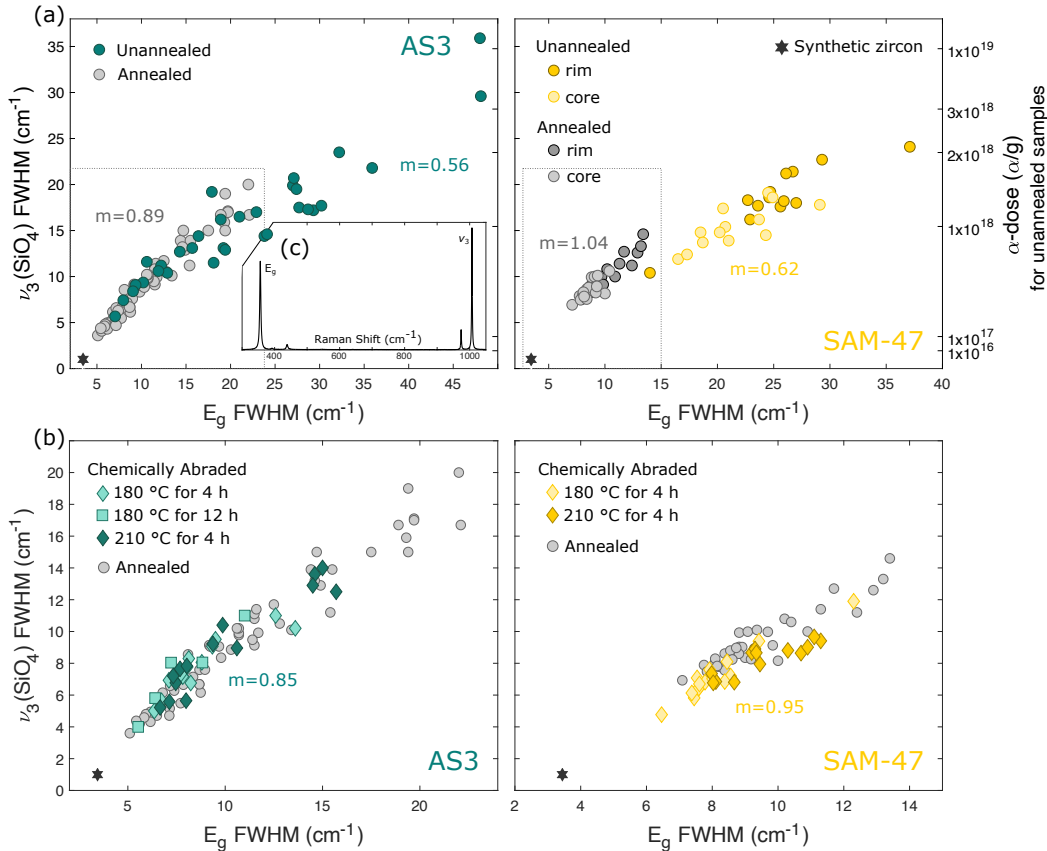 (a)
AS3
Unannealed
Annealed
m=0.56
m=0.89
ν₃(SiO₄) FWHM (cm⁻¹)
0
5
10
15
20
25
30
35
5
10
15
20
25
30
35
40
45
E_g FWHM (cm⁻¹)
(c)
E_g
ν₃
Raman Shift (cm⁻¹)
400
600
800
1000
Unannealed
rim
core
Annealed
rim
core
Synthetic zircon
m=1.04
m=0.62
SAM-47
5
10
15
20
25
30
35
40
E_g FWHM (cm⁻¹)
1x10¹⁹
3x10¹⁸
2x10¹⁸
1x10¹⁸
1x10¹⁷
1x10¹⁶
α-dose (α/g)
for unannealed samples
(b)
Chemically Abraded
180 °C for 4 h
180 °C for 12 h
210 °C for 4 h
Annealed
m=0.85
AS3
ν₃(SiO₄) FWHM (cm⁻¹)
0
2
4
6
8
10
12
14
16
18
20
5
10
15
20
E_g FWHM (cm⁻¹)
Chemically Abraded
180 °C for 4 h
210 °C for 4 h
Annealed
m=0.95
SAM-47
2
4
6
8
10
12
14
E_g FWHM (cm⁻¹)